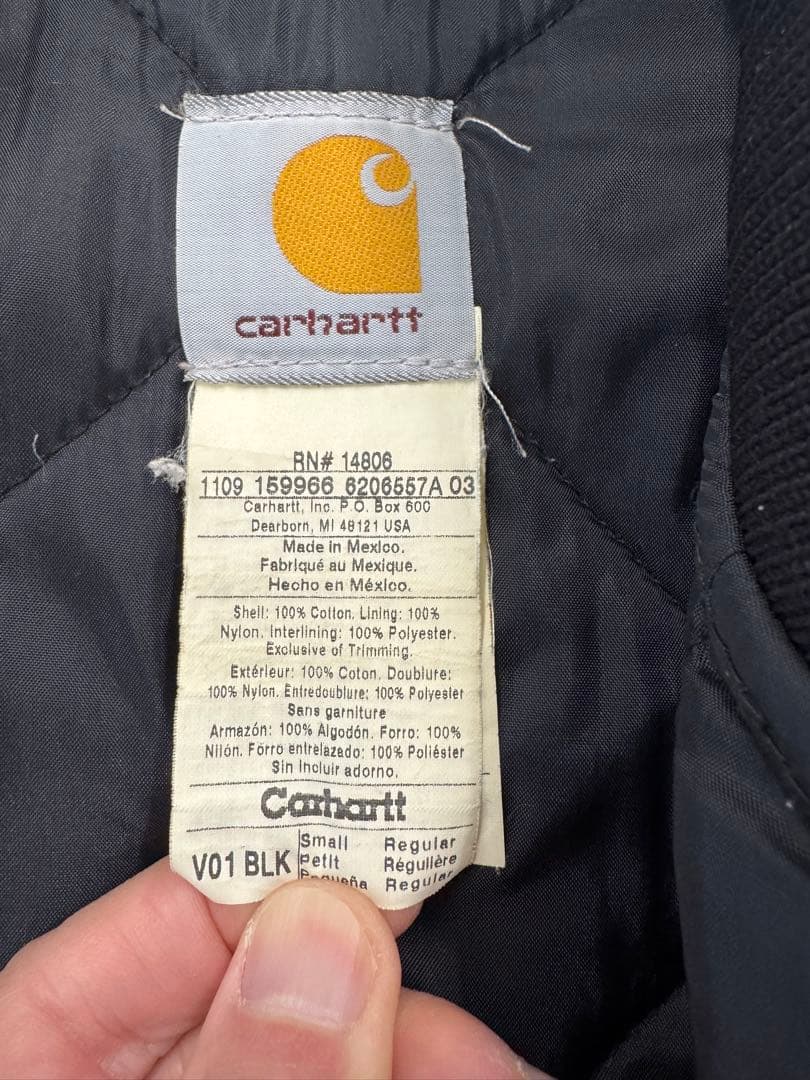 carhartt
RN# 14806
1109 159966 6206557A 03
Carhartt, Inc. P.O. Box 600
Dearborn, MI 48121 USA
Made in Mexico.
Fabriqué au Mexique.
Hecho en México.
Shell: 100% Cotton. Lining: 100%
Nylon. Interlining: 100% Polyester.
Exclusive of Trimming.
Extérieur: 100% Coton. Doublure:
100% Nylon. Entredoublure: 100% Polyester
Sans garniture
Armazón: 100% Algodón. Forro: 100%
Nilón. Forro entrelazado: 100% Poliéster
Sin Incluir adorno.
Carhartt
V01 BLK
Small Regular
Petit Régulière
Pequeña Regular